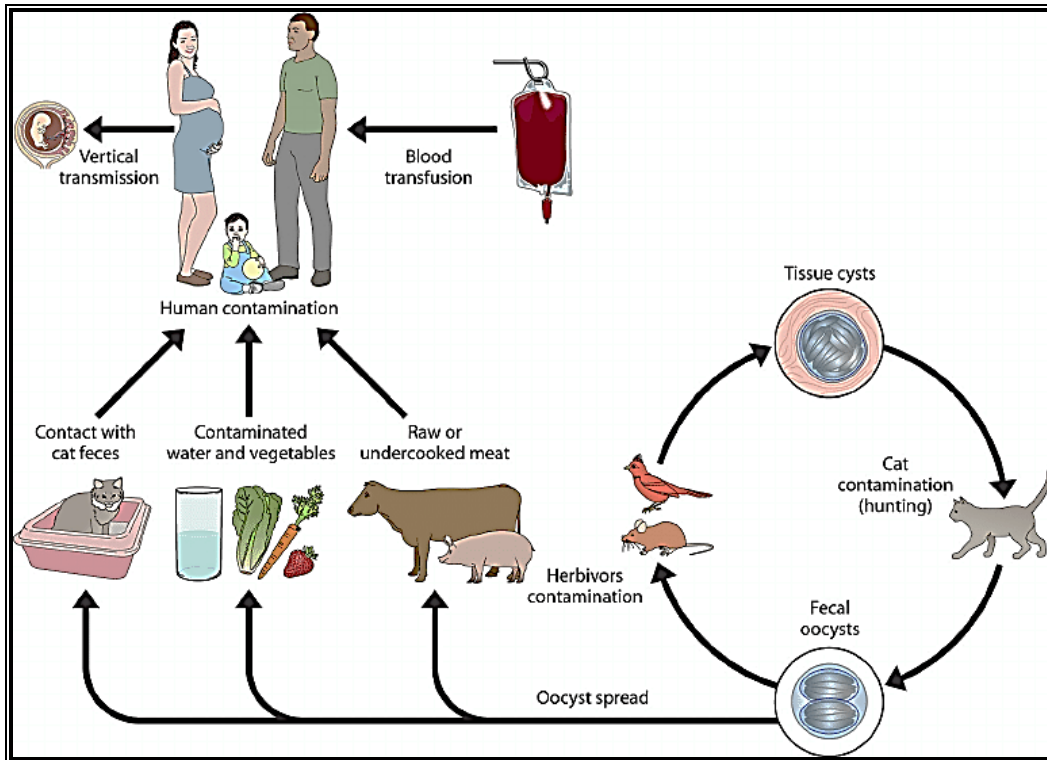 Vertical
transmission
Blood
transfusion
Human contamination
Tissue cysts
Contact with
cat feces
Contaminated
water and vegetables
Raw or
undercooked meat
Cat
contamination
(hunting)
Herbivors
contamination
Fecal
oocysts
Oocyst spread